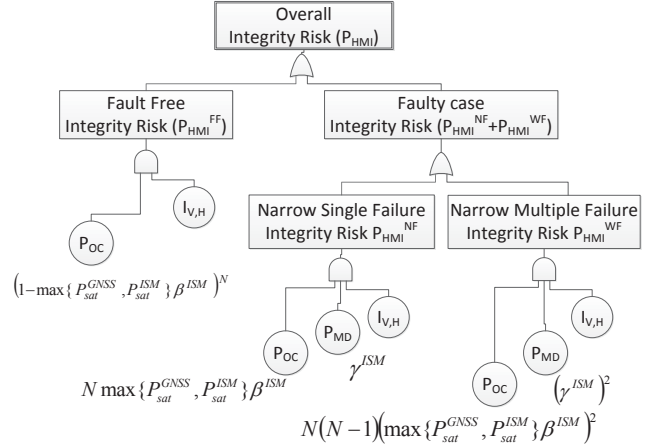 Overall
Integrity Risk (P_HMI)
Fault Free
Integrity Risk (P_HMI^FF)
Faulty case
Integrity Risk (P_HMI^NF+P_HMI^WF)
I_V,H
P_OC
(1−max{P_sat^GNSS,P_sat^ISM}β^ISM)^N
Narrow Single Failure
Integrity Risk P_HMI^NF
Narrow Multiple Failure
Integrity Risk P_HMI^WF
I_V,H
P_MD
P_OC
γ^ISM
N max{P_sat^GNSS,P_sat^ISM}β^ISM
I_V,H
P_MD
P_OC
(γ^ISM)^2
N(N−1)(max{P_sat^GNSS,P_sat^ISM}β^ISM)^2